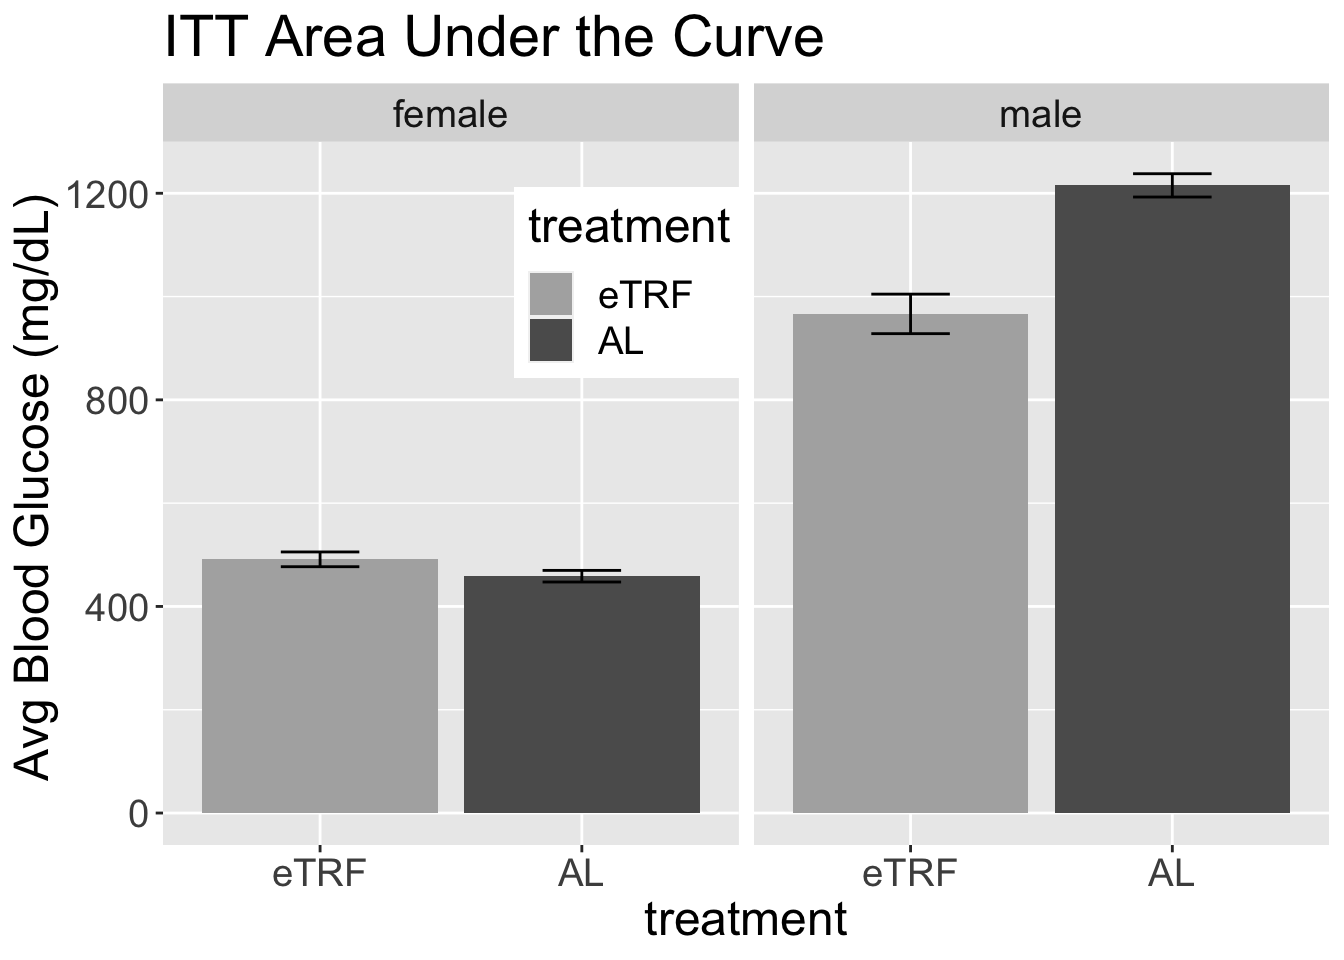 ITT Area Under the Curve
female
male
Avg Blood Glucose (mg/dL)
1200
800
400
0
treatment
eTRF
AL
eTRF
AL
eTRF
AL
treatment